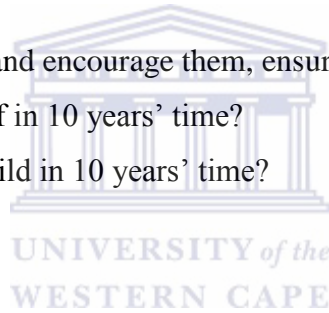 and encourage them, ensur
f in 10 years’ time?
ild in 10 years’ time?
UNIVERSITY of the
WESTERN CAPE